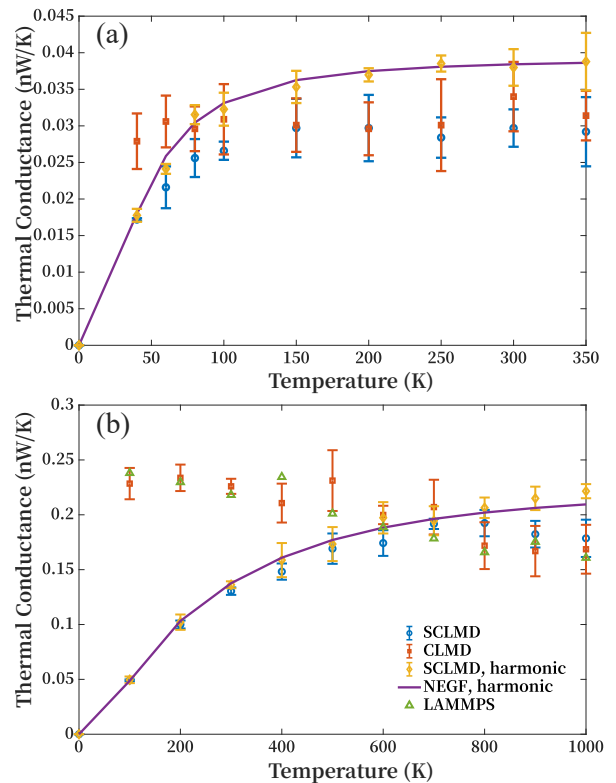 (a)
Thermal Conductance (nW/K)
0.045
0.04
0.035
0.03
0.025
0.02
0.015
0.01
0.005
0
0 50 100 150 200 250 300 350
Temperature (K)
(b)
Thermal Conductance (nW/K)
0.3
0.25
0.2
0.15
0.1
0.05
0
SCLMD
CLMD
SCLMD, harmonic
NEGF, harmonic
LAMMPS
0 200 400 600 800 1000
Temperature (K)